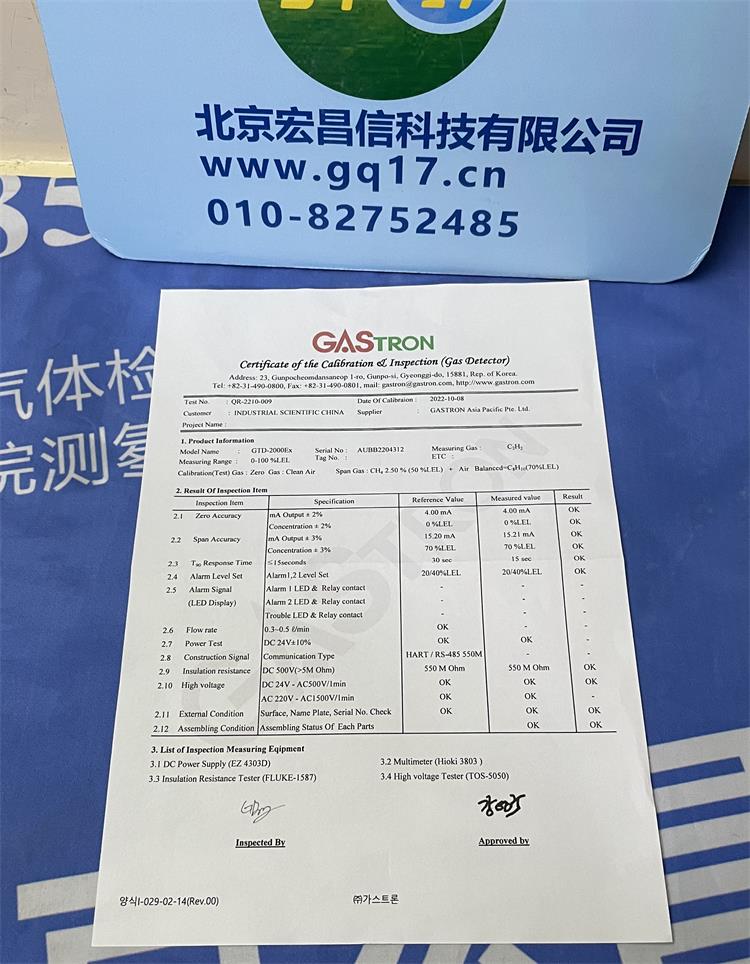 北京宏昌信科技有限公司
www.gq17.cn
010-82752485
85
气体检
院测氢
GASTRON
Certificate of the Calibration & Inspection (Gas Detector)
Address: 23, Gunpocheomdansaneop 1-ro, Gunpo-si, Gyeonggi-do, 15881, Rep. of Korea.
Tel: +82-31-490-0800, Fax: +82-31-490-0801, mail: gastron@gastron.com, http://www.gastron.com
Test No. : QR-2210-009 Date Of Calibraion : 2022-10-08
Customer : INDUSTRIAL SCIENTIFIC CHINA Supplier : GASTRON Asia Pacific Pte. Ltd.
Project Name :
1. Product Information
Model Name : GTD-2000Ex Serial No : AUBB2204312 Measuring Gas : C₃H₂
Measuring Range : 0-100 %LEL Tag No. : ETC :
Calibration(Test) Gas : Zero Gas : Clean Air Span Gas : CH₄ 2.50 % (50 %LEL) + Air Balanced=C₃H₁₀(70%LEL)
2. Result Of Inspection Item
Inspection Item Specification Reference Value Measured value Result
2.1 Zero Accuracy mA Output ± 2% 4.00 mA 4.00 mA OK
Concentration ± 2% 0 %LEL 0 %LEL OK
2.2 Span Accuracy mA Output ± 3% 15.20 mA 15.21 mA OK
Concentration ± 3% 70 %LEL 70 %LEL OK
2.3 T₉₀ Response Time ≤15seconds 30 sec 15 sec OK
2.4 Alarm Level Set Alarm1,2 Level Set 20/40%LEL 20/40%LEL OK
2.5 Alarm Signal Alarm 1 LED & Relay contact - - -
(LED Display) Alarm 2 LED & Relay contact - - -
Trouble LED & Relay contact - - -
2.6 Flow rate 0.3~0.5 ℓ/min OK - -
2.7 Power Test DC 24V±10% OK OK -
2.8 Construction Signal Communication Type HART / RS-485 550M - -
2.9 Insulation resistance DC 500V(>5M Ohm) 550 M Ohm 550 M Ohm OK
2.10 High voltage DC 24V - AC500V/1min OK OK OK
AC 220V - AC1500V/1min OK OK -
2.11 External Condition Surface, Name Plate, Serial No. Check OK OK OK
2.12 Assembling Condition Assembling Status Of Each Parts OK OK
3. List of Inspection Measuring Eqipment
3.1 DC Power Supply (EZ 4303D) 3.2 Multimeter (Hioki 3803 )
3.3 Insulation Resistance Tester (FLUKE-1587) 3.4 High voltage Tester (TOS-5050)
Inspected By Approved by
양식I-029-02-14(Rev.00) ㈜가스트론